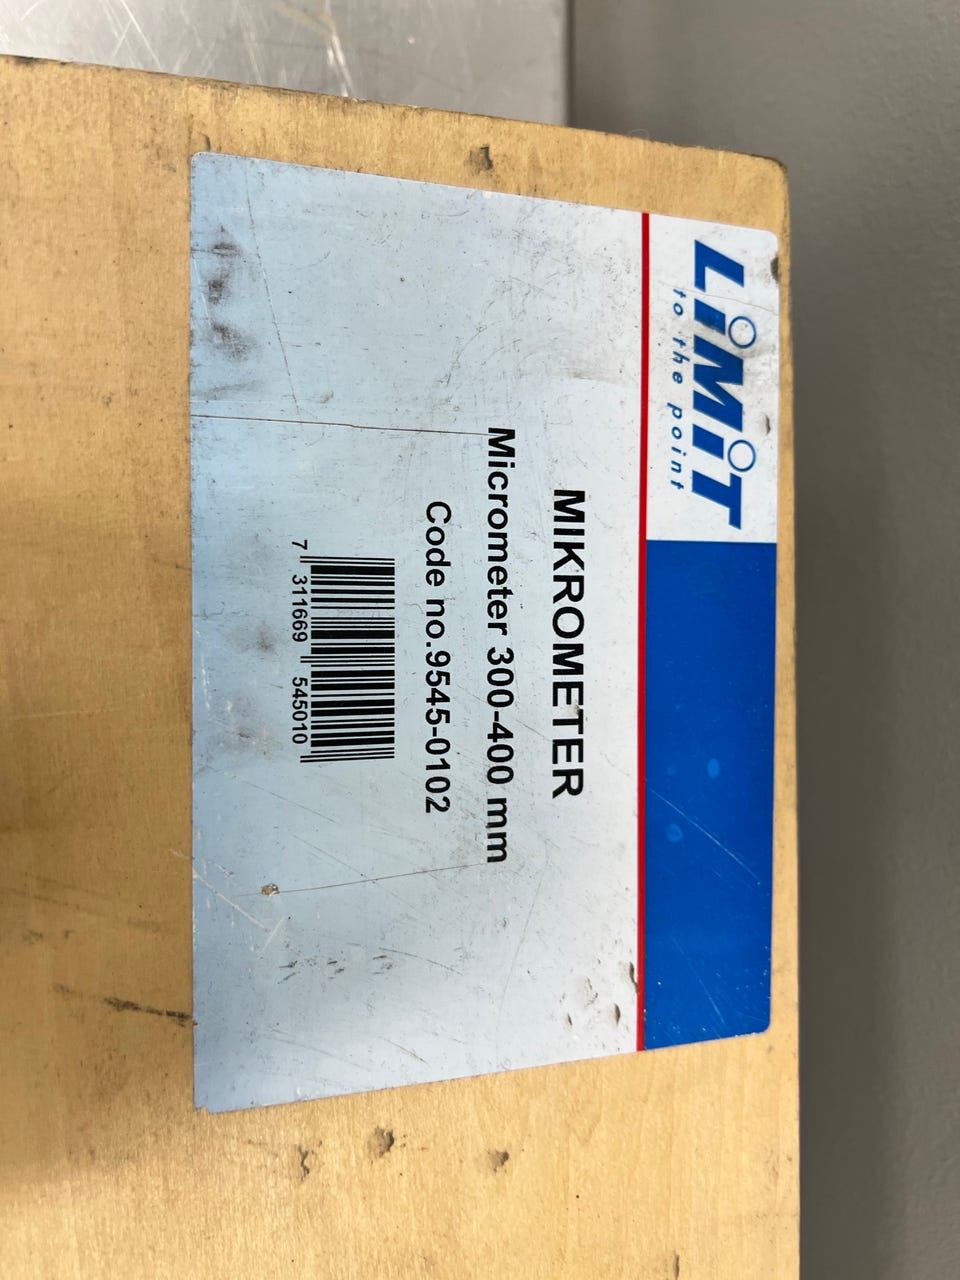 LiMiT
to the point
MIKROMETER
Micrometer 300-400 mm
Code no.9545-0102
7 311669 545010